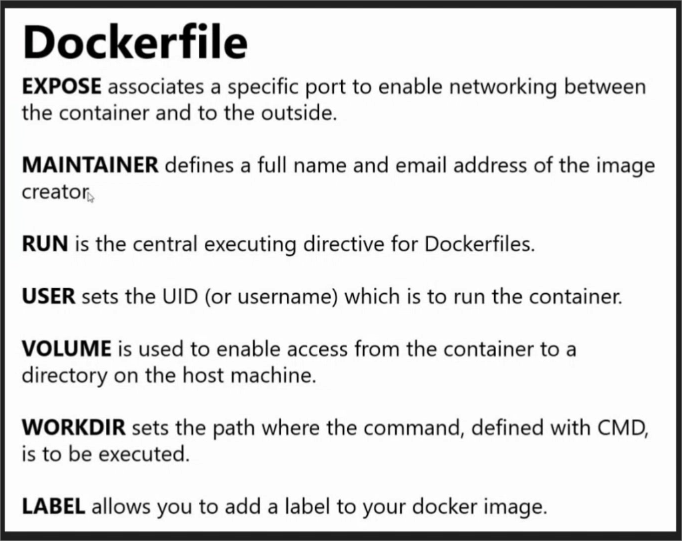 Dockerfile
EXPOSE associates a specific port to enable networking between
the container and to the outside.
MAINTAINER defines a full name and email address of the image
creator.
RUN is the central executing directive for Dockerfiles.
USER sets the UID (or username) which is to run the container.
VOLUME is used to enable access from the container to a
directory on the host machine.
WORKDIR sets the path where the command, defined with CMD,
is to be executed.
LABEL allows you to add a label to your docker image.